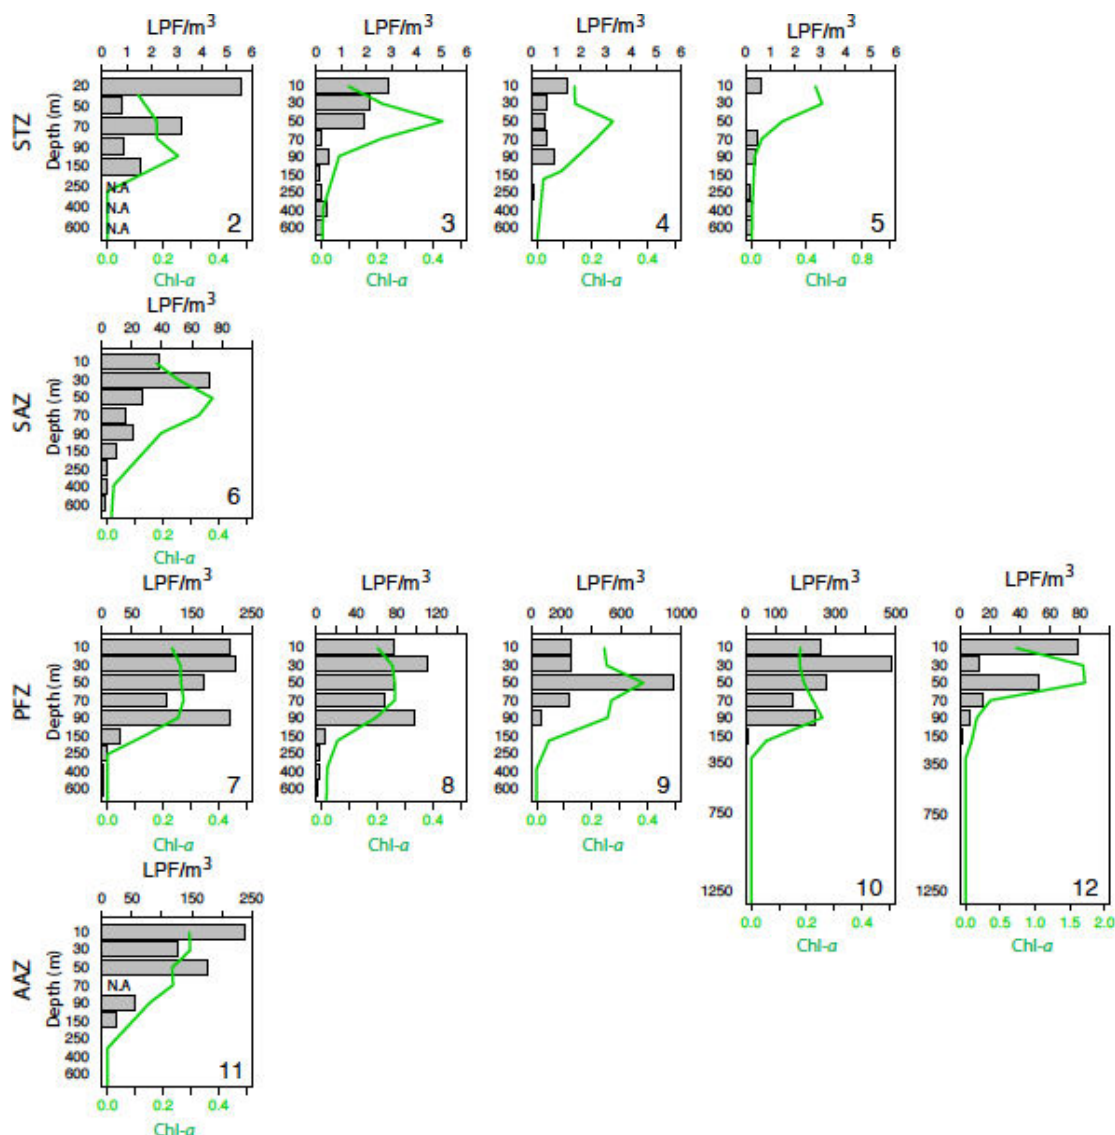 LPF/m³ LPF/m³ LPF/m³ LPF/m³
0 1 2 3 4 5 6 0 1 2 3 4 5 6 0 1 2 3 4 5 6 0 1 2 3 4 5 6
STZ
Depth (m)
20 10 10 10
50 30 30 30
70 50 50 50
90 70 70 70
150 90 90 90
150 150 150
250 N.A 250 250 250
400 N.A 400 400 400
600 N.A 600 600 600
2 3 4 5
0.0 0.2 0.4 0.0 0.2 0.4 0.0 0.2 0.4 0.0 0.4 0.8
Chl-a Chl-a Chl-a Chl-a
LPF/m³
0 20 40 60 80
SAZ
Depth (m)
10
30
50
70
90
150
250
400
600
6
0.0 0.2 0.4
Chl-a
LPF/m³ LPF/m³ LPF/m³ LPF/m³ LPF/m³
0 50 150 250 0 40 80 120 0 200 600 1000 0 100 300 500 0 20 40 60 80
PFZ
Depth (m)
10 10 10 10 10
30 30 30 30 30
50 50 50 50 50
70 70 70 70 70
90 90 90 90 90
150 150 150 150 150
250 250 250 350 350
400 400 400
600 600 600 750 750
7 8 9
0.0 0.2 0.4 0.0 0.2 0.4 0.0 0.2 0.4
Chl-a Chl-a Chl-a
1250 10 1250 12
0.0 0.2 0.4 0.0 0.5 1.0 1.5 2.0
Chl-a Chl-a
LPF/m³
0 50 150 250
AAZ
Depth (m)
10
30
50
70 N.A
90
150
250
400
600
11
0.0 0.2 0.4
Chl-a